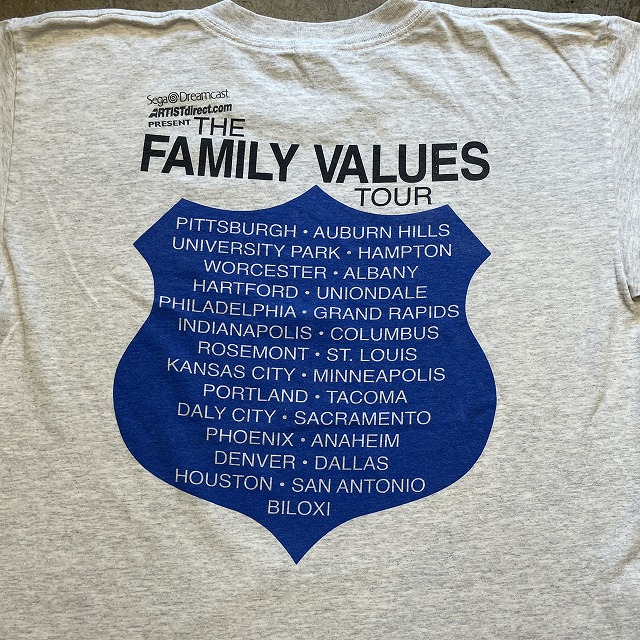 Sega Dreamcast
ARTISTdirect.com
PRESENT THE
FAMILY VALUES
TOUR
PITTSBURGH • AUBURN HILLS
UNIVERSITY PARK • HAMPTON
WORCESTER • ALBANY
HARTFORD • UNIONDALE
PHILADELPHIA • GRAND RAPIDS
INDIANAPOLIS • COLUMBUS
ROSEMONT • ST. LOUIS
KANSAS CITY • MINNEAPOLIS
PORTLAND • TACOMA
DALY CITY • SACRAMENTO
PHOENIX • ANAHEIM
DENVER • DALLAS
HOUSTON • SAN ANTONIO
BILOXI